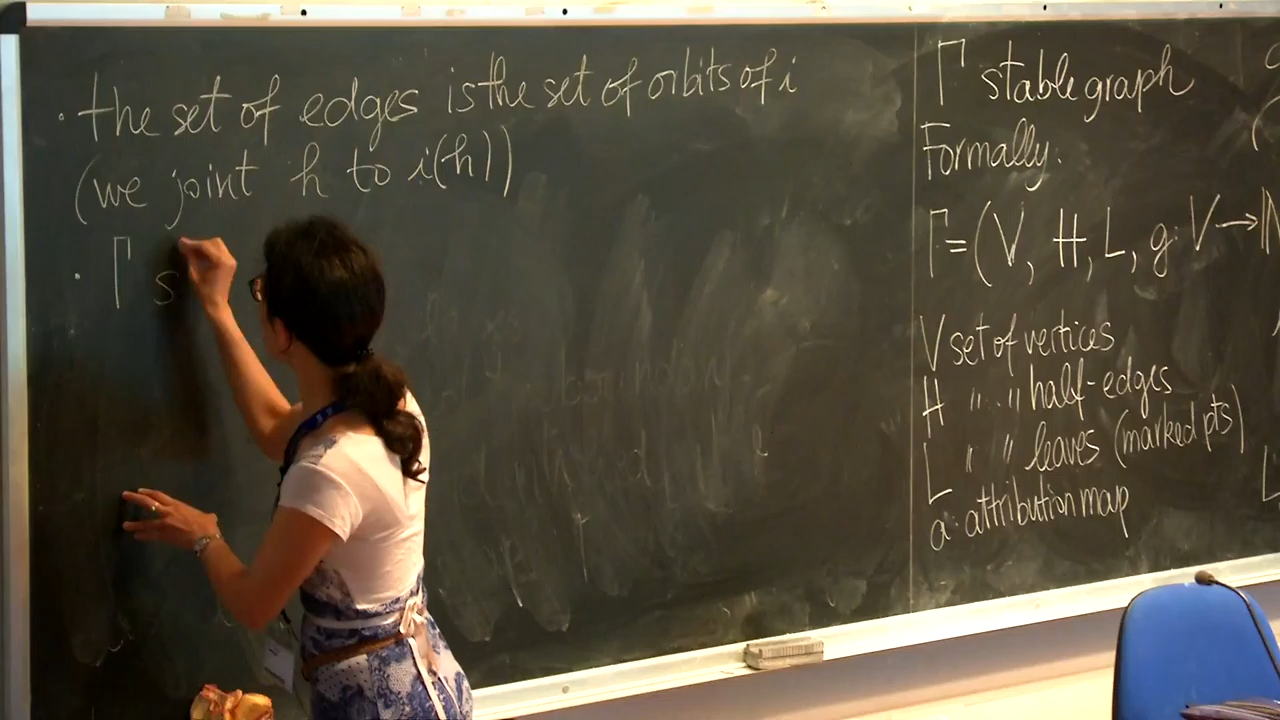 · the set of edges is the set of orbits of i
(we joint h to i(h))
· Γ s
Γ stable graph
Formally:
Γ=(V, H, L, g: V→ℕ
V set of vertices
H " " half-edges
L " " leaves (marked pts)
a: attribution map
L